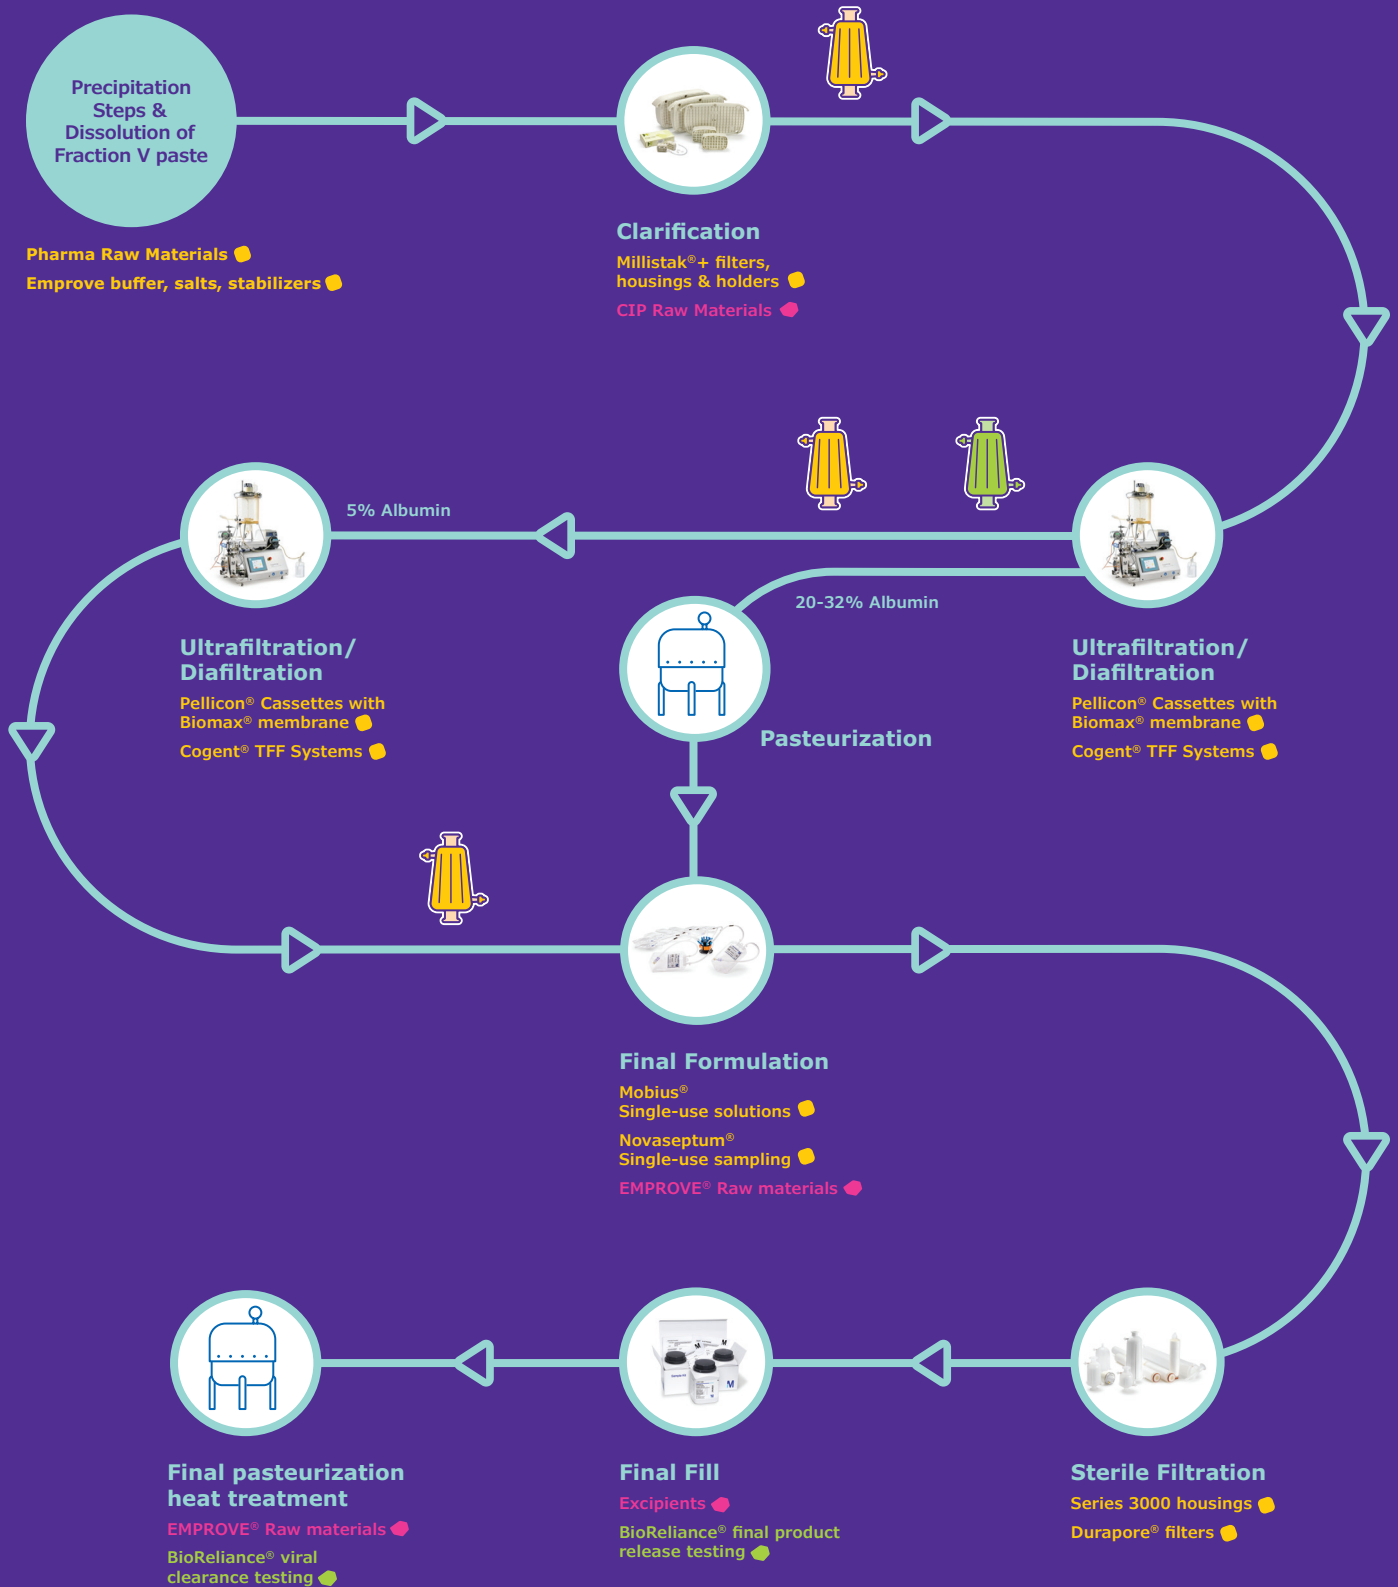 Precipitation
Steps &
Dissolution of
Fraction V paste
Pharma Raw Materials
Emprove buffer, salts, stabilizers
Clarification
Millistak®+ filters,
housings & holders
CIP Raw Materials
5% Albumin
20-32% Albumin
Ultrafiltration/
Diafiltration
Pellicon® Cassettes with
Biomax® membrane
Cogent® TFF Systems
Pasteurization
Ultrafiltration/
Diafiltration
Pellicon® Cassettes with
Biomax® membrane
Cogent® TFF Systems
Final Formulation
Mobius®
Single-use solutions
Novaseptum®
Single-use sampling
EMPROVE® Raw materials
Final pasteurization
heat treatment
EMPROVE® Raw materials
BioReliance® viral
clearance testing
Final Fill
Excipients
BioReliance® final product
release testing
Sterile Filtration
Series 3000 housings
Durapore® filters
M
M